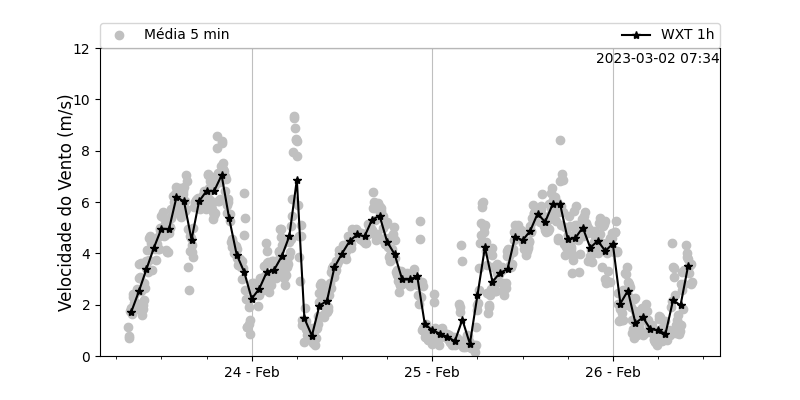 Média 5 min
WXT 1h
2023-03-02 07:34
Velocidade do Vento (m/s)
12
10
8
6
4
2
0
24 - Feb
25 - Feb
26 - Feb